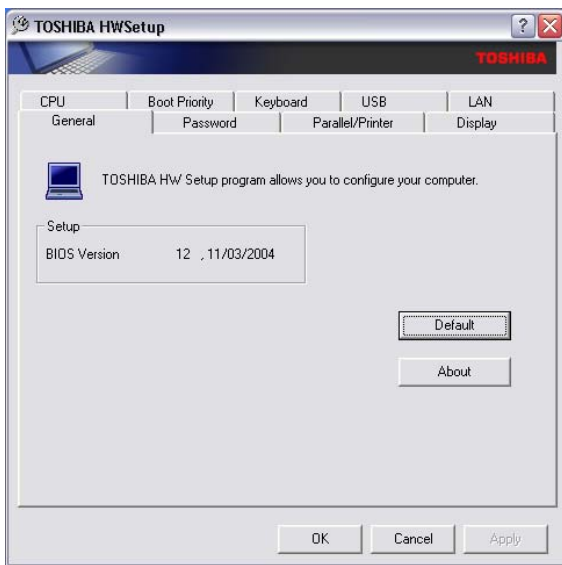 TOSHIBA HWSetup
TOSHIBA
CPU Boot Priority Keyboard USB LAN
General Password Parallel/Printer Display
TOSHIBA HW Setup program allows you to configure your computer.
Setup
BIOS Version 12 , 11/03/2004
Default
About
OK Cancel Apply